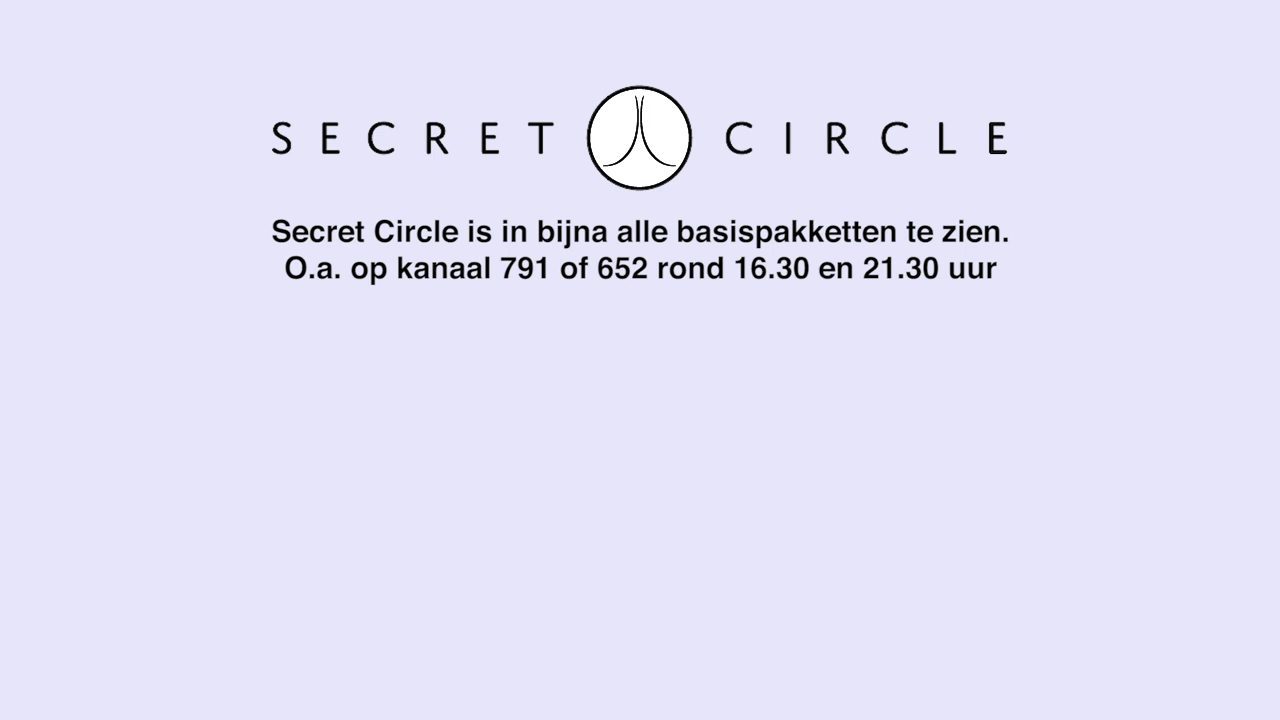 SECRET CIRCLE
Secret Circle is in bijna alle basispakketten te zien.
O.a. op kanaal 791 of 652 rond 16.30 en 21.30 uur